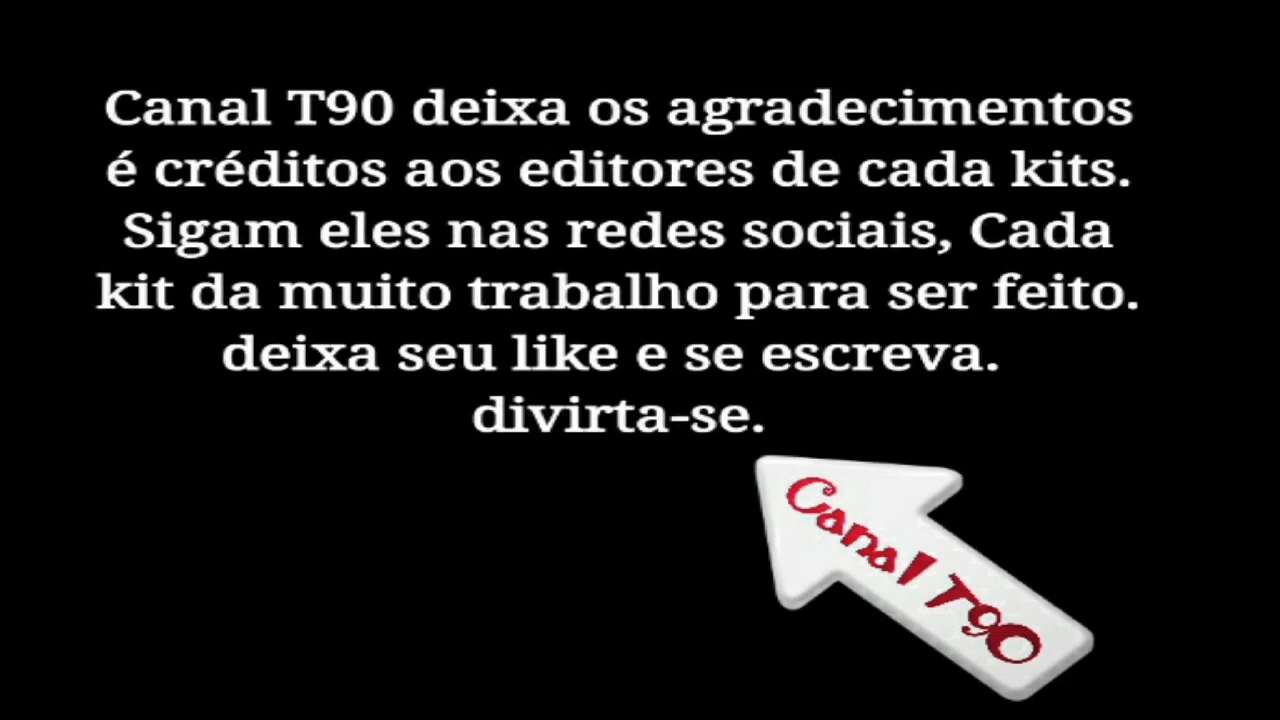 Canal T90 deixa os agradecimentos
é créditos aos editores de cada kits.
Sigam eles nas redes sociais, Cada
kit da muito trabalho para ser feito.
deixa seu like e se escreva.
divirta-se.
Canal T90